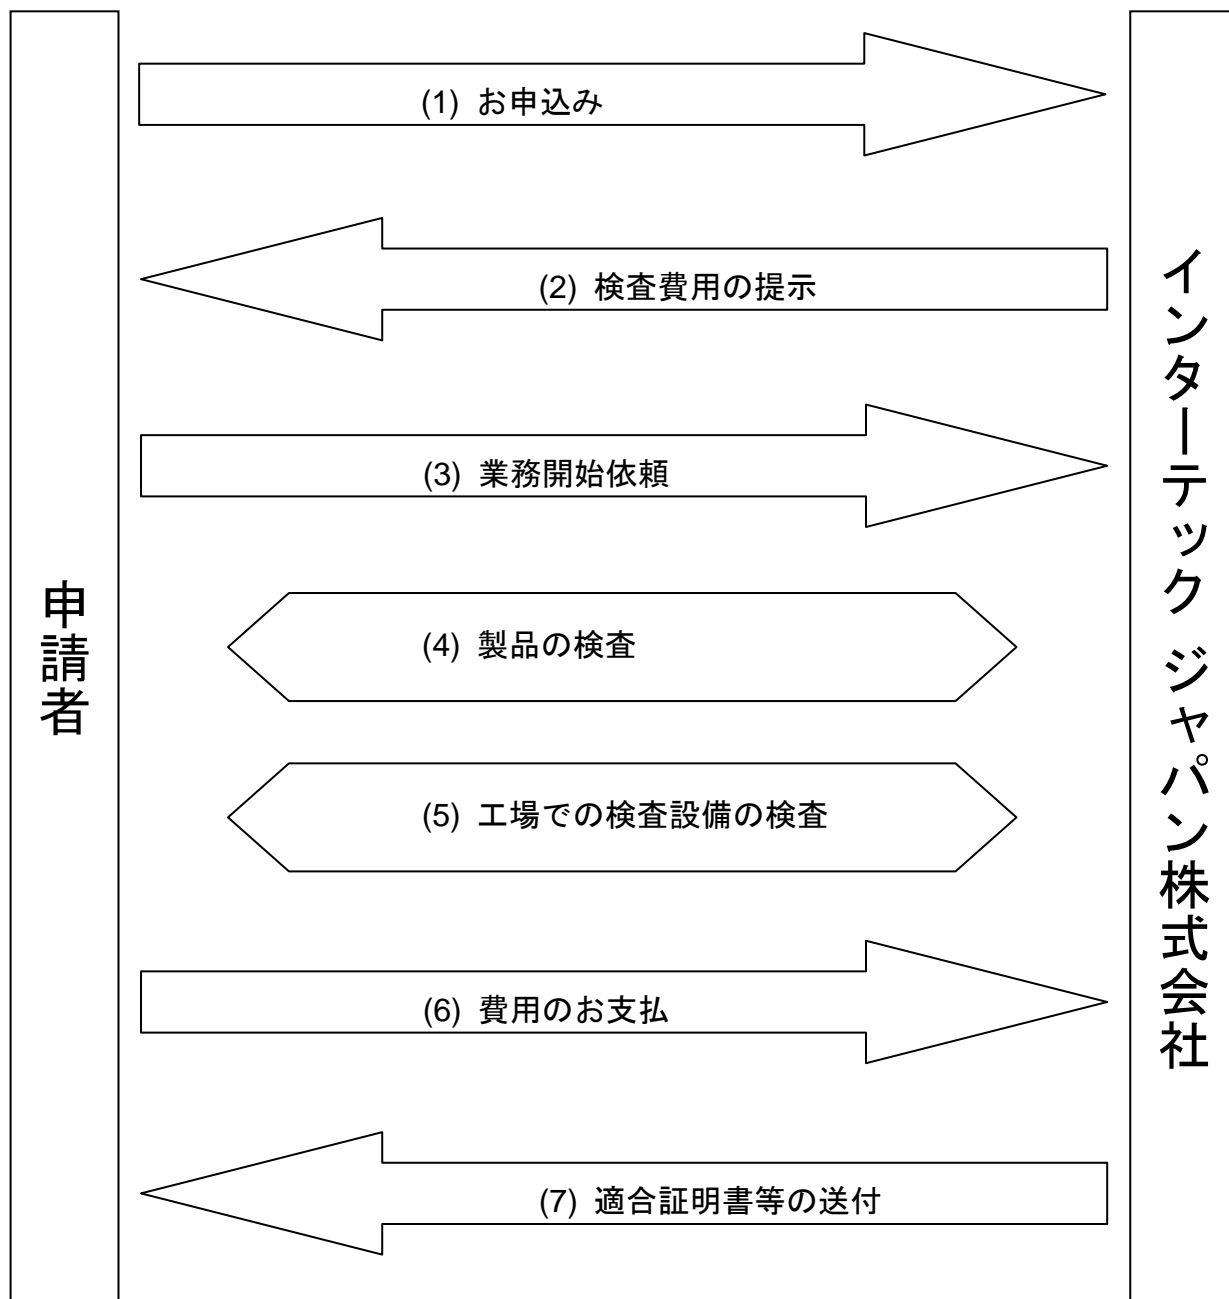 申請者
(1) お申込み
(2) 検査費用の提示
(3) 業務開始依頼
(4) 製品の検査
(5) 工場での検査設備の検査
(6) 費用のお支払
(7) 適合証明書等の送付
インターテック ジャパン株式会社